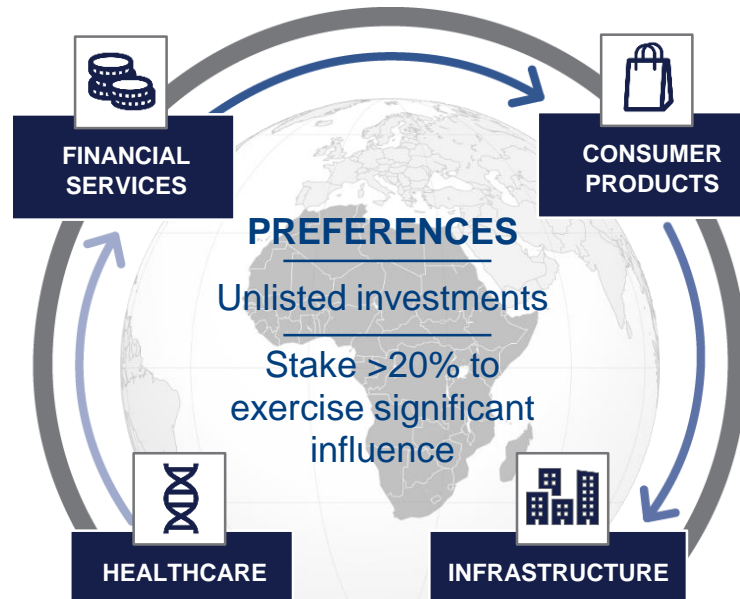 FINANCIAL
SERVICES
CONSUMER
PRODUCTS
PREFERENCES
Unlisted investments
Stake >20% to
exercise significant
influence
HEALTHCARE
INFRASTRUCTURE